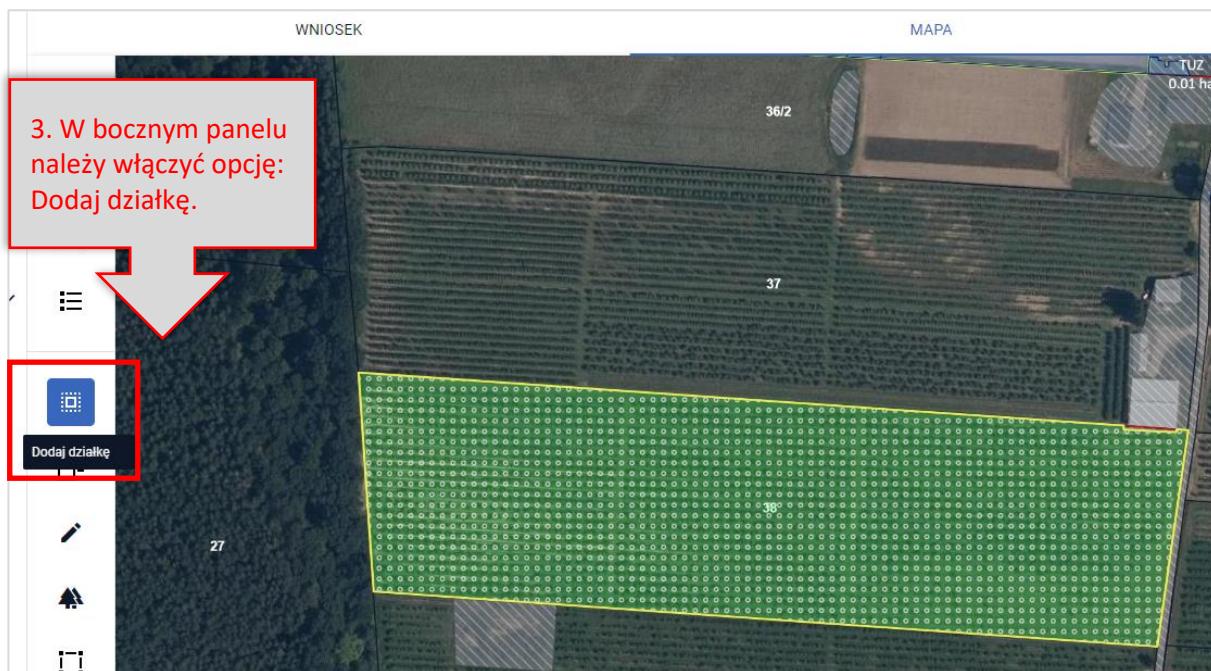 WNIOSEK
MAPA
TUZ
0.01 ha
36/2
3. W bocznym panelu
należy włączyć opcję:
Dodaj działkę.
37
Dodaj działkę
38
27